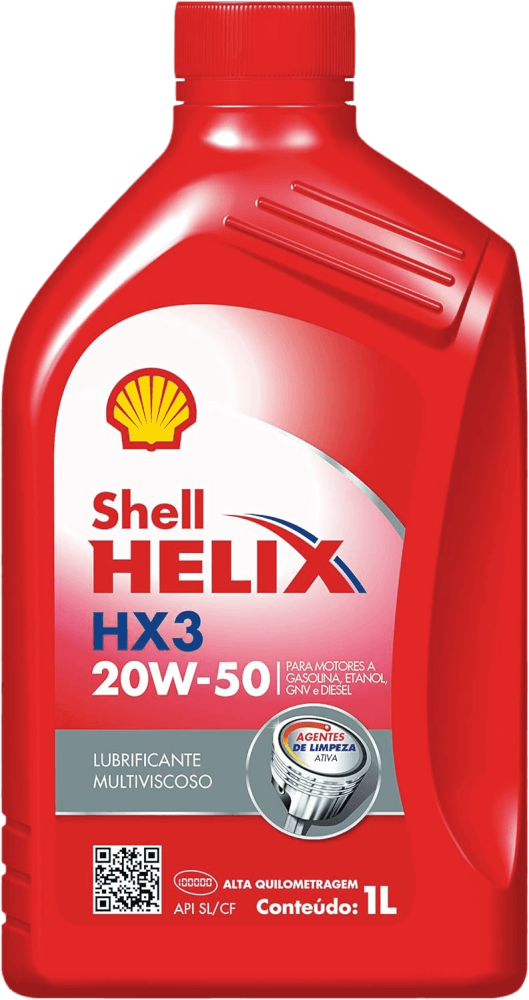 Shell
HELIX
HX3
20W-50
PARA MOTORES A
GASOLINA, ETANOL,
GNV e DIESEL
AGENTES
DE LIMPEZA
ATIVA
LUBRIFICANTE
MULTIVISCOSO
100000 ALTA QUILOMETRAGEM
API SL/CF Conteúdo: 1L